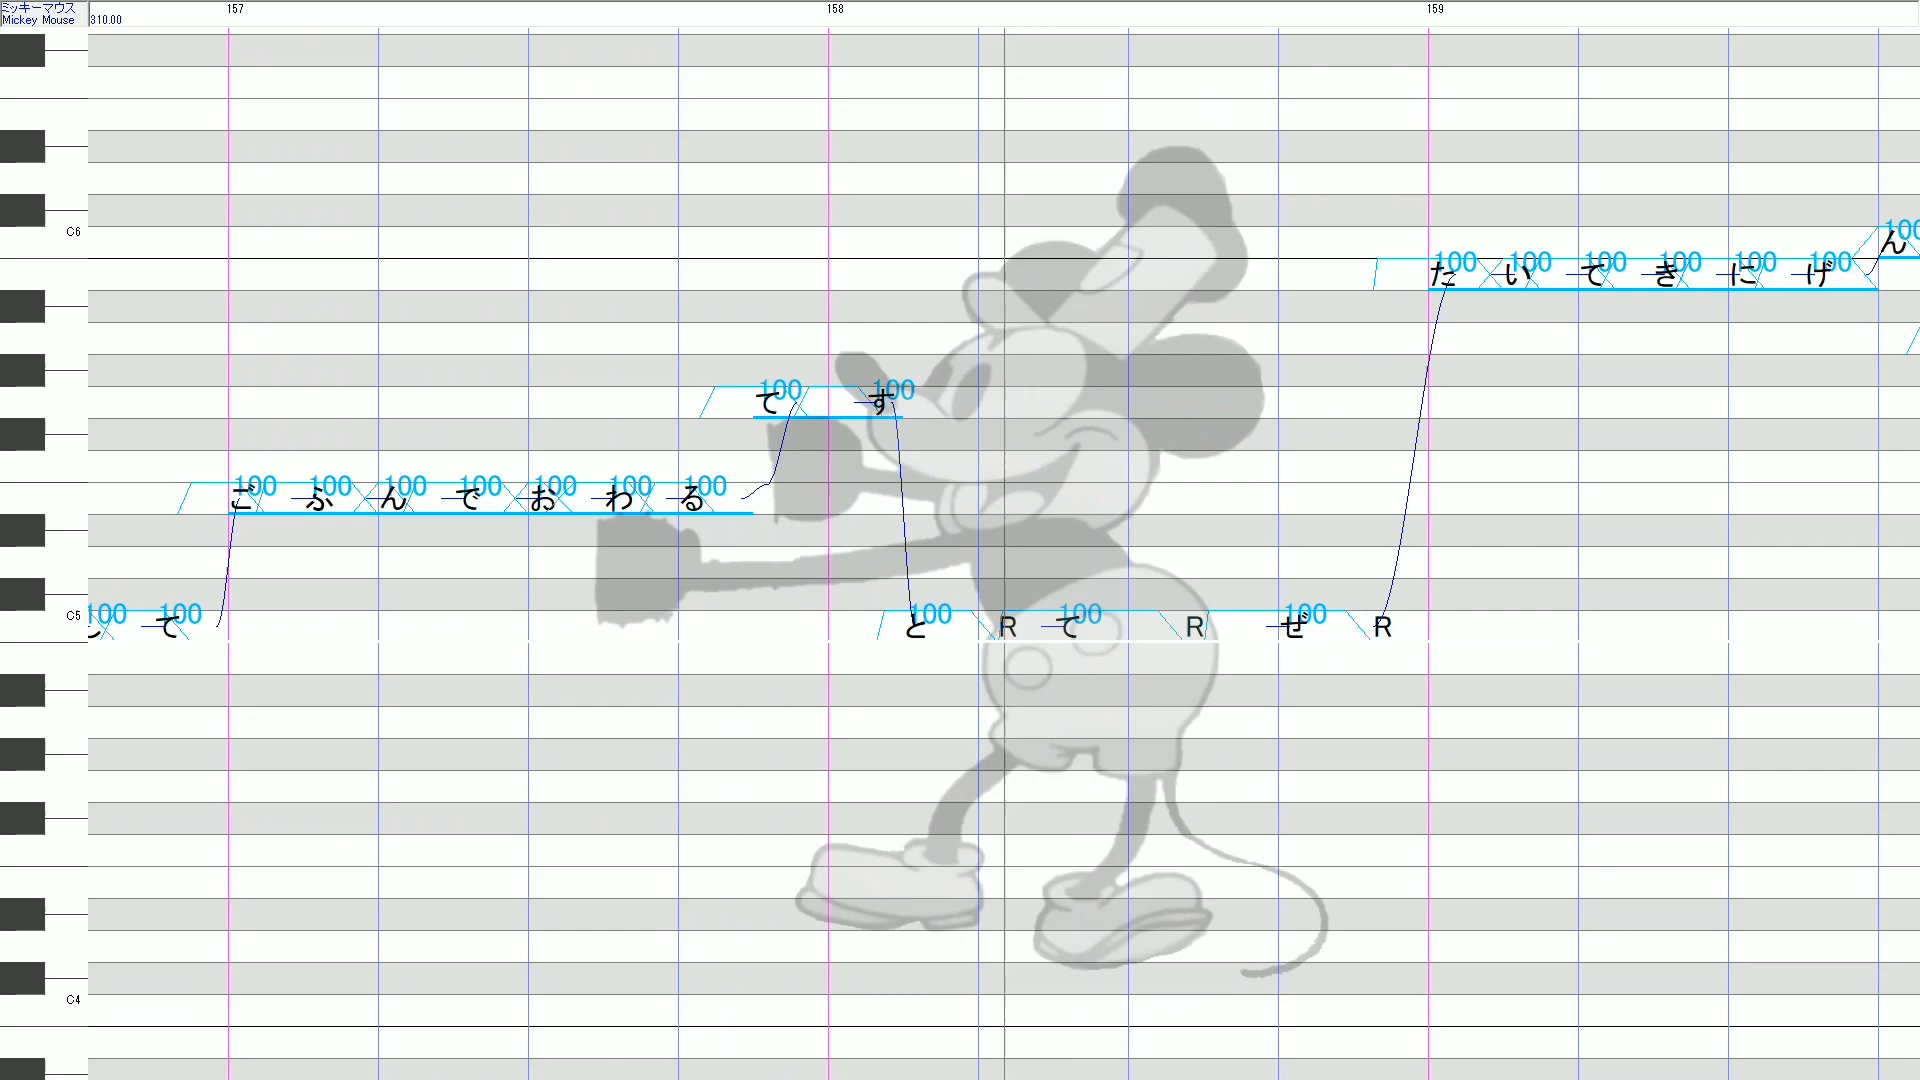 ミッキーマウス
Mickey Mouse
310.00
157 158 159
C6
100 100 100 100 100 100 100
た い て き に げ ん
100 100
て す
100 100 100 100 100 100 100
ご ふ ん で お わ る
C5
100 100 100 100 100
て と R て R ぜ R
C4